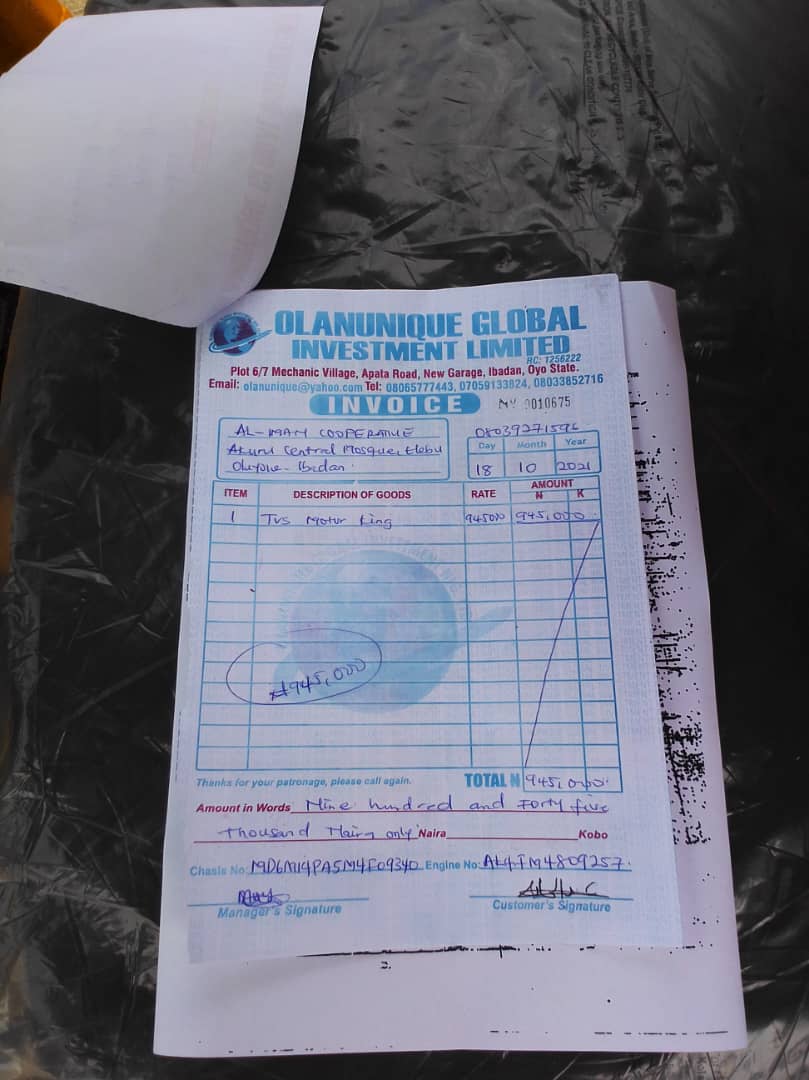 OLANUNIQUE GLOBAL
INVESTMENT LIMITED
RC: 1256222
Plot 6/7 Mechanic Village, Apata Road, New Garage, Ibadan, Oyo State.
Email: olanunique@yahoo.com Tel: 08065777443, 07059133824, 08033852716
INVOICE
0010675
AL-IMAN COOPERATIVE
Central Mosque, Elebu
Oluyole - Ibadan.
08039271596
Day Month Year
18 10 2021
ITEM DESCRIPTION OF GOODS RATE AMOUNT
N K
1 Tvs Motor King 945000 945,000
₦945,000
Thanks for your patronage, please call again.
TOTAL N 945,000
Amount in Words Nine hundred and Forty five
Thousand Naira only Naira Kobo
Chasis No: MD6M14PA5M4F09340 Engine No: AL4FM4809257
Manager's Signature Customer's Signature
2.